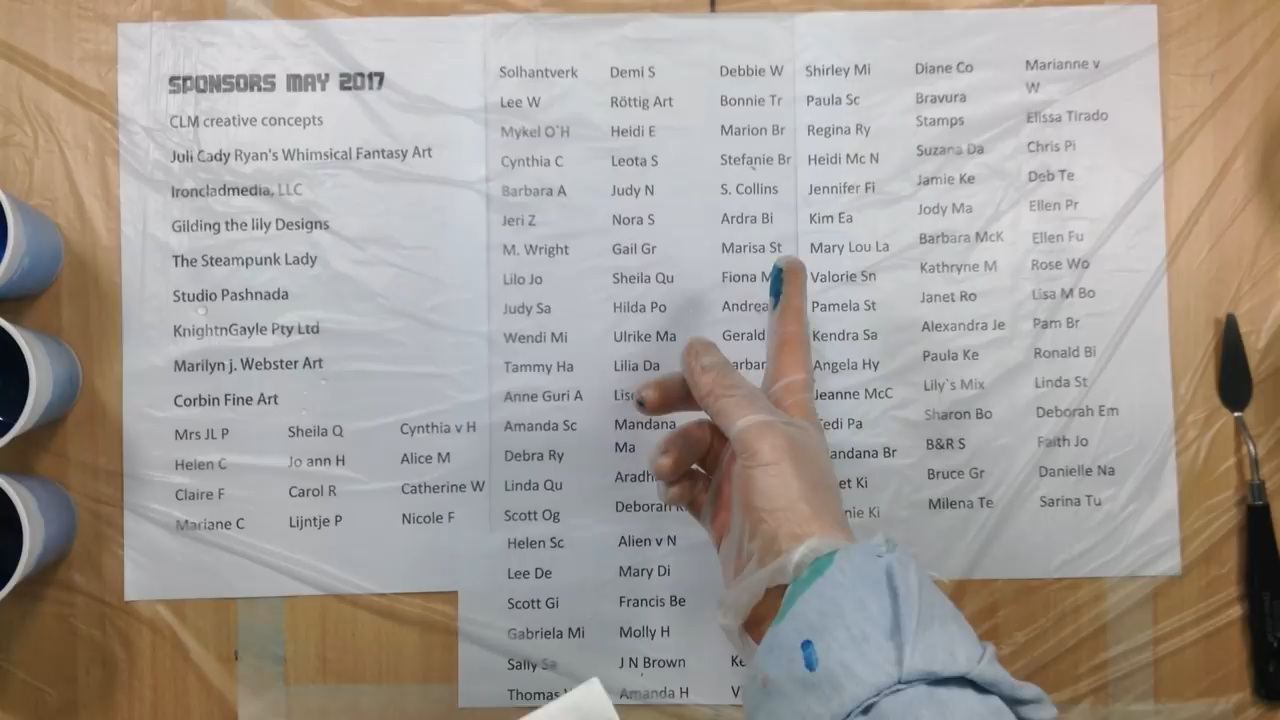 SPONSORS MAY 2017
CLM creative concepts
Juli Cady Ryan's Whimsical Fantasy Art
Ironcladmedia, LLC
Gilding the lily Designs
The Steampunk Lady
Studio Pashnada
KnightnGayle Pty Ltd
Marilyn j. Webster Art
Corbin Fine Art
Mrs JL P Sheila Q Cynthia v H
Helen C Jo ann H Alice M
Claire F Carol R Catherine W
Mariane C Lijntje P Nicole F
Solhantverk
Lee W
Mykel O`H
Cynthia C
Barbara A
Jeri Z
M. Wright
Lilo Jo
Judy Sa
Wendi Mi
Tammy Ha
Anne Guri A
Amanda Sc
Debra Ry
Linda Qu
Scott Og
Helen Sc
Lee De
Scott Gi
Gabriela Mi
Sally Sa
Thomas
Demi S
Röttig Art
Heidi E
Leota S
Judy N
Nora S
Gail Gr
Sheila Qu
Hilda Po
Ulrike Ma
Lilia Da
Mandana
Ma
Deborah
Alien v N
Mary Di
Francis Be
Molly H
J N Brown
Amanda H
Debbie W
Bonnie Tr
Marion Br
Stefanie Br
S. Collins
Ardra Bi
Marisa St
Fiona
Andrea
Gerald
Shirley Mi
Paula Sc
Regina Ry
Heidi Mc N
Jennifer Fi
Kim Ea
Mary Lou La
Valorie Sn
Pamela St
Kendra Sa
Angela Hy
Jeanne McC
Pa
Br
Ki
Ki
Diane Co
Bravura
Stamps
Suzana Da
Jamie Ke
Jody Ma
Barbara McK
Kathryne M
Janet Ro
Alexandra Je
Paula Ke
Lily`s Mix
Sharon Bo
B&R S
Bruce Gr
Milena Te
Marianne v
W
Elissa Tirado
Chris Pi
Deb Te
Ellen Pr
Ellen Fu
Rose Wo
Lisa M Bo
Pam Br
Ronald Bi
Linda St
Deborah Em
Faith Jo
Danielle Na
Sarina Tu